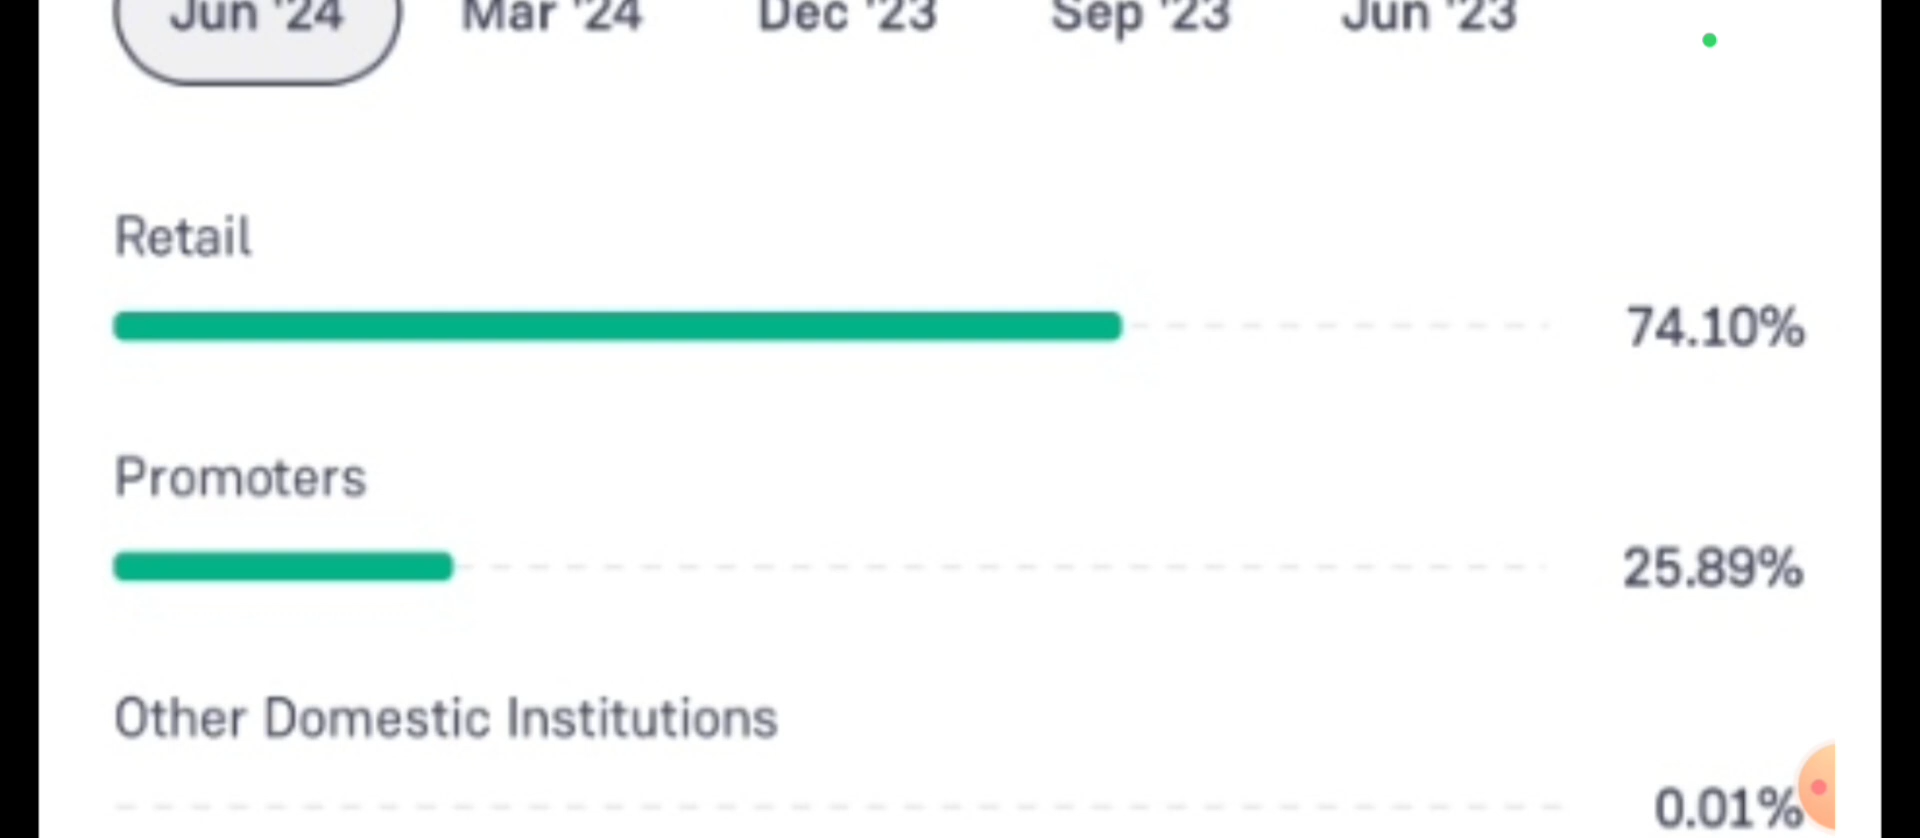 Jun '24 Mar '24 Dec '23 Sep '23 Jun '23
Retail
74.10%
Promoters
25.89%
Other Domestic Institutions
0.01%